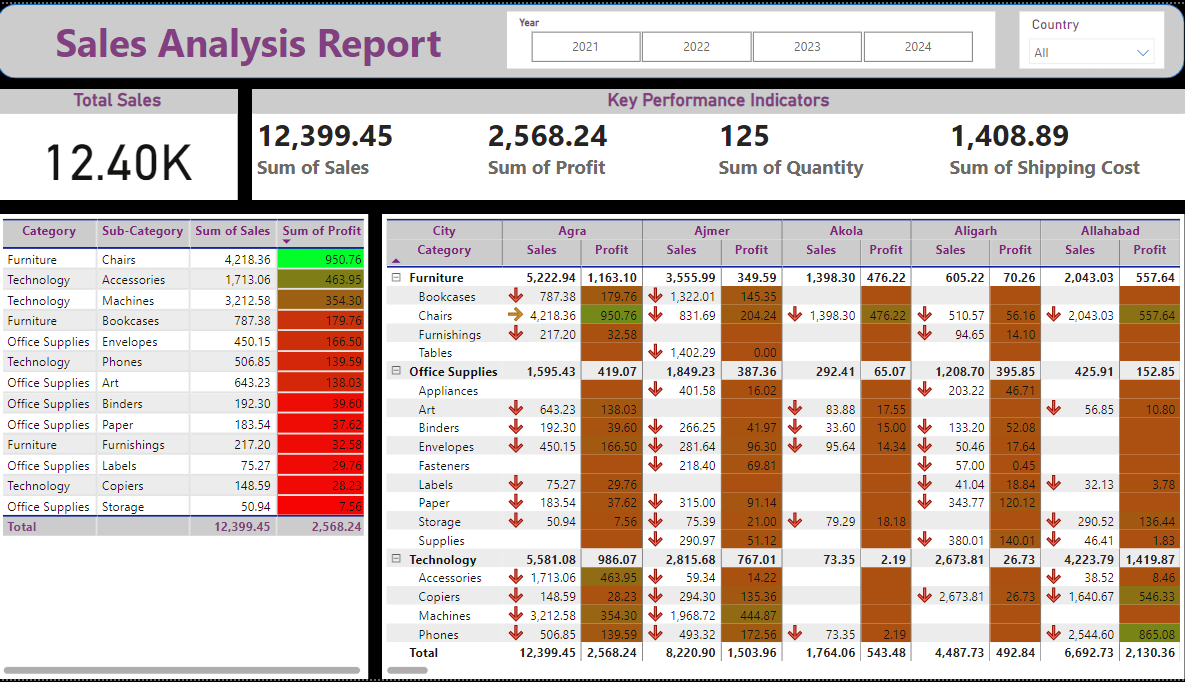 Sales Analysis Report
Year
2021 2022 2023 2024
Country
All
Total Sales
12.40K
Key Performance Indicators
12,399.45 2,568.24 125 1,408.89
Sum of Sales Sum of Profit Sum of Quantity Sum of Shipping Cost
Category Sub-Category Sum of Sales Sum of Profit
Furniture Chairs 4,218.36 950.76
Technology Accessories 1,713.06 463.95
Technology Machines 3,212.58 354.30
Furniture Bookcases 787.38 179.76
Office Supplies Envelopes 450.15 166.50
Technology Phones 506.85 139.59
Office Supplies Art 643.23 138.03
Office Supplies Binders 192.30 39.60
Office Supplies Paper 183.54 37.62
Furniture Furnishings 217.20 32.58
Office Supplies Labels 75.27 29.76
Technology Copiers 148.59 28.23
Office Supplies Storage 50.94 7.56
Total 12,399.45 2,568.24
City Agra Ajmer Akola Aligarh Allahabad
Category Sales Profit Sales Profit Sales Profit Sales Profit Sales Profit
Furniture 5,222.94 1,163.10 3,555.99 349.59 1,398.30 476.22 605.22 70.26 2,043.03 557.64
Bookcases 787.38 179.76 1,322.01 145.35
Chairs 4,218.36 950.76 831.69 204.24 1,398.30 476.22 510.57 56.16 2,043.03 557.64
Furnishings 217.20 32.58 94.65 14.10
Tables 1,402.29 0.00
Office Supplies 1,595.43 419.07 1,849.23 387.36 292.41 65.07 1,208.70 395.85 425.91 152.85
Appliances 401.58 16.02 203.22 46.71
Art 643.23 138.03 83.88 17.55 56.85 10.80
Binders 192.30 39.60 266.25 41.97 33.60 15.00 133.20 52.08
Envelopes 450.15 166.50 281.64 96.30 95.64 14.34 50.46 17.64
Fasteners 218.40 69.81 57.00 0.45
Labels 75.27 29.76 41.04 18.84 32.13 3.78
Paper 183.54 37.62 315.00 91.14 343.77 120.12
Storage 50.94 7.56 75.39 21.00 79.29 18.18 290.52 136.44
Supplies 290.97 51.12 380.01 140.01 46.41 1.83
Technology 5,581.08 986.07 2,815.68 767.01 73.35 2.19 2,673.81 26.73 4,223.79 1,419.87
Accessories 1,713.06 463.95 59.34 14.22 38.52 8.46
Copiers 148.59 28.23 294.30 135.36 2,673.81 26.73 1,640.67 546.33
Machines 3,212.58 354.30 1,968.72 444.87
Phones 506.85 139.59 493.32 172.56 73.35 2.19 2,544.60 865.08
Total 12,399.45 2,568.24 8,220.90 1,503.96 1,764.06 543.48 4,487.73 492.84 6,692.73 2,130.36